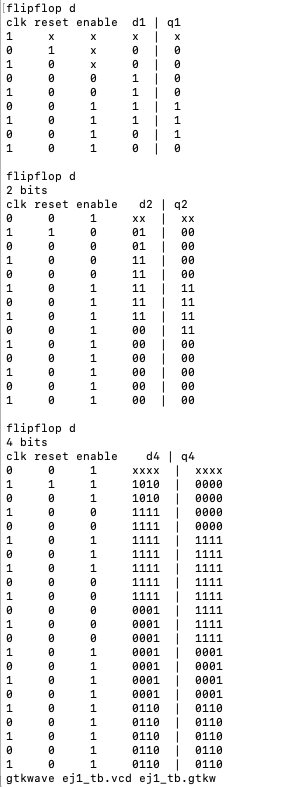 flipflop d
clk reset enable d1 | q1
1 x x x | x
0 1 x 0 | 0
1 0 x 0 | 0
0 0 0 1 | 0
1 0 0 1 | 0
0 0 1 1 | 1
1 0 1 1 | 1
0 0 1 0 | 1
1 0 1 0 | 0
flipflop d
2 bits
clk reset enable d2 | q2
0 0 1 xx | xx
1 1 0 01 | 00
0 0 0 01 | 00
1 0 0 11 | 00
0 0 0 11 | 00
1 0 1 11 | 11
0 0 1 11 | 11
1 0 1 11 | 11
0 0 1 00 | 11
1 0 1 00 | 00
0 0 0 00 | 00
1 0 0 00 | 00
0 0 1 00 | 00
1 0 1 00 | 00
flipflop d
4 bits
clk reset enable d4 | q4
0 0 1 xxxx | xxxx
1 1 1 1010 | 0000
0 0 1 1010 | 0000
1 0 0 1111 | 0000
0 0 0 1111 | 0000
1 0 1 1111 | 1111
0 0 1 1111 | 1111
1 0 1 1111 | 1111
0 0 0 1111 | 1111
1 0 0 1111 | 1111
0 0 0 0001 | 1111
1 0 0 0001 | 1111
0 0 0 0001 | 1111
1 0 1 0001 | 0001
0 0 1 0001 | 0001
1 0 1 0001 | 0001
0 0 1 0001 | 0001
1 0 1 0110 | 0110
0 0 1 0110 | 0110
1 0 1 0110 | 0110
0 0 1 0110 | 0110
1 0 1 0110 | 0110
gtkwave ej1_tb.vcd ej1_tb.gtkw